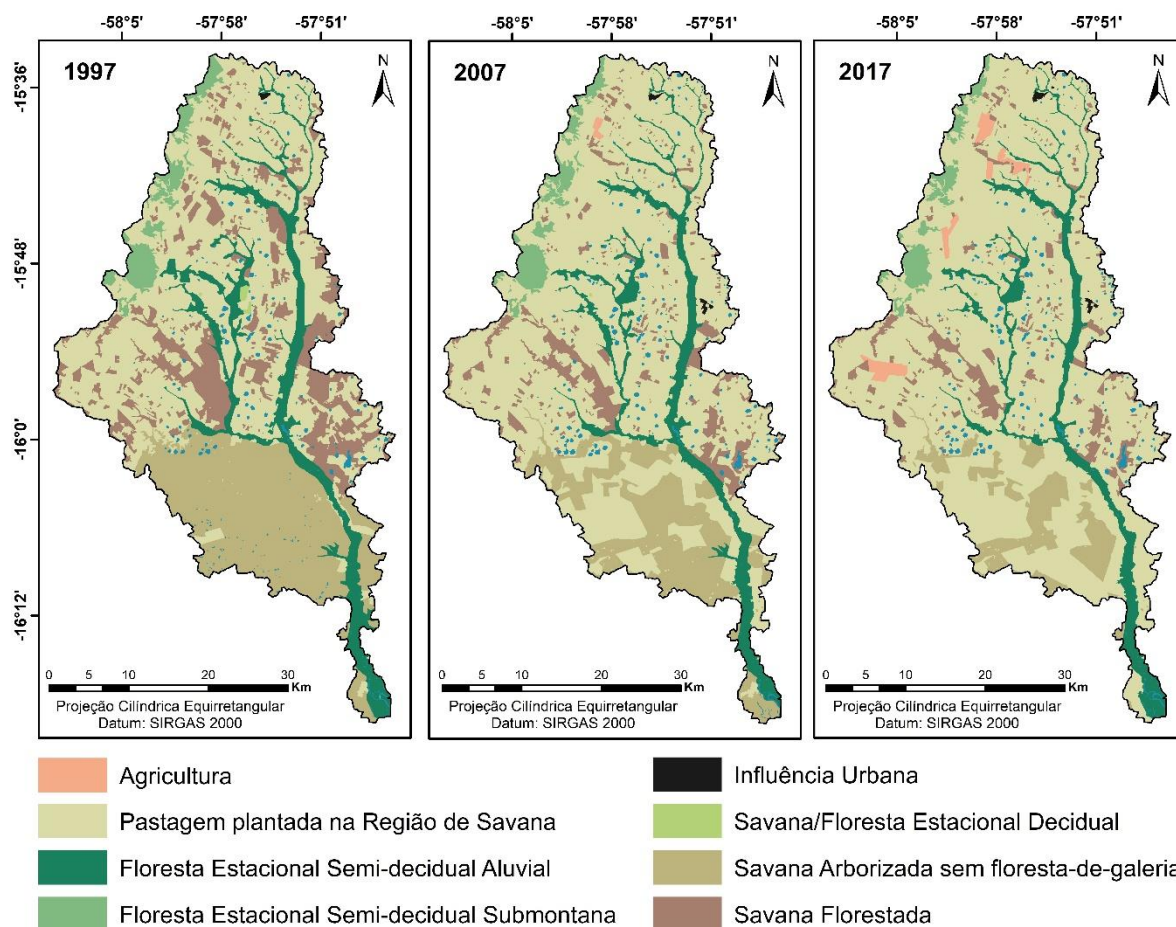 -58°5' -57°58' -57°51' -58°5' -57°58' -57°51' -58°5' -57°58' -57°51'
1997 N 2007 N 2017 N
-15°36'
-15°48'
-16°0'
-16°12'
0 5 10 20 30 Km 0 5 10 20 30 Km 0 5 10 20 30 Km
Projeção Cilíndrica Equirretangular Projeção Cilíndrica Equirretangular Projeção Cilíndrica Equirretangular
Datum: SIRGAS 2000 Datum: SIRGAS 2000 Datum: SIRGAS 2000
Agricultura Influência Urbana
Pastagem plantada na Região de Savana Savana/Floresta Estacional Decidual
Floresta Estacional Semi-decidual Aluvial Savana Arborizada sem floresta-de-galeria
Floresta Estacional Semi-decidual Submontana Savana Florestada